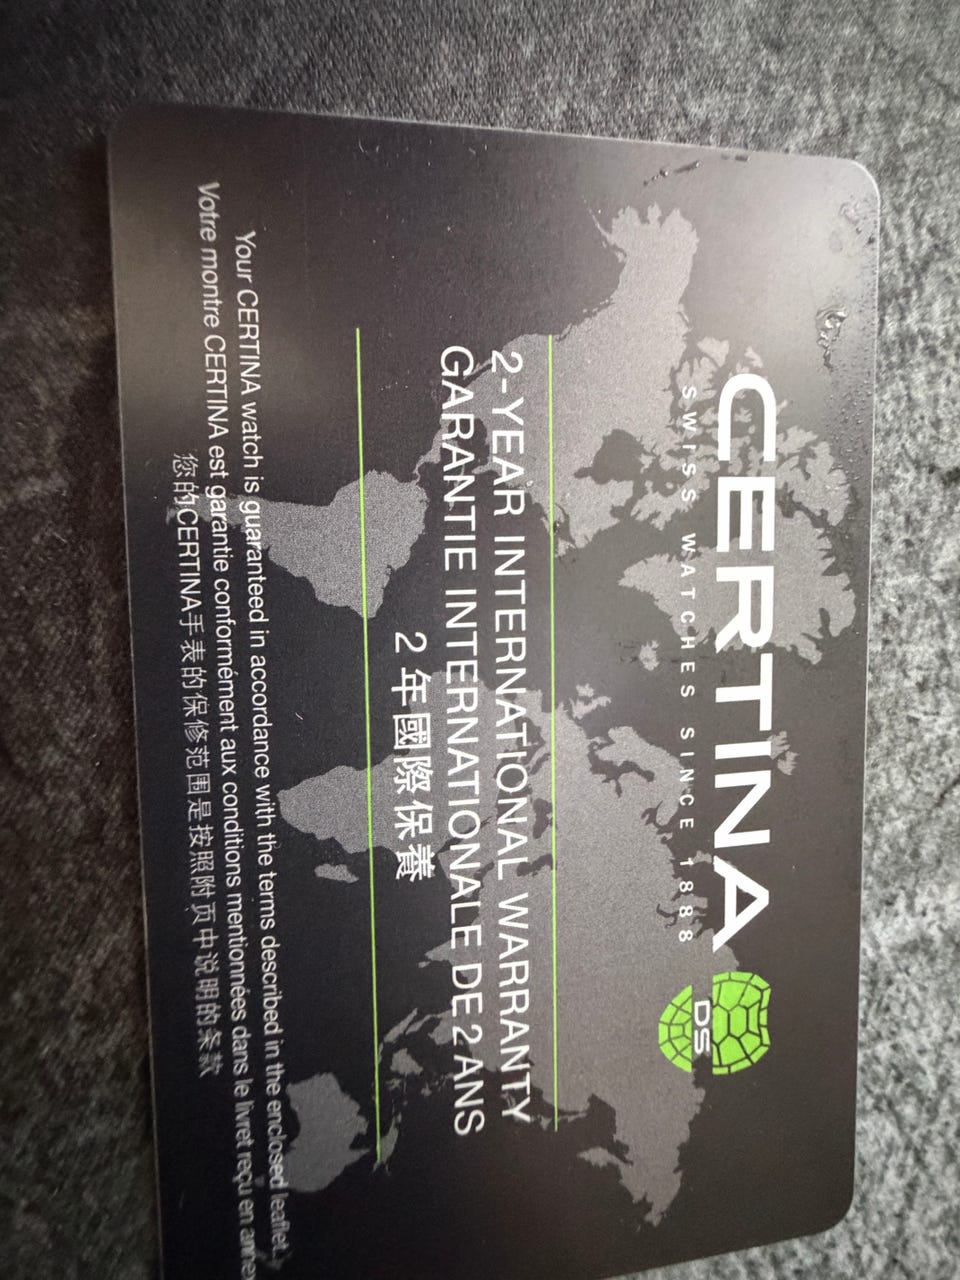 CERTINA
DS
SWISS WATCHES SINCE 1888
2-YEAR INTERNATIONAL WARRANTY
GARANTIE INTERNATIONALE DE 2 ANS
2 年國際保養
Your CERTINA watch is guaranteed in accordance with the terms described in the enclosed leaflet.
Votre montre CERTINA est garantie conformément aux conditions mentionnées dans le livret reçu en annex
您的CERTINA手表的保修范围是按照附页中说明的条款